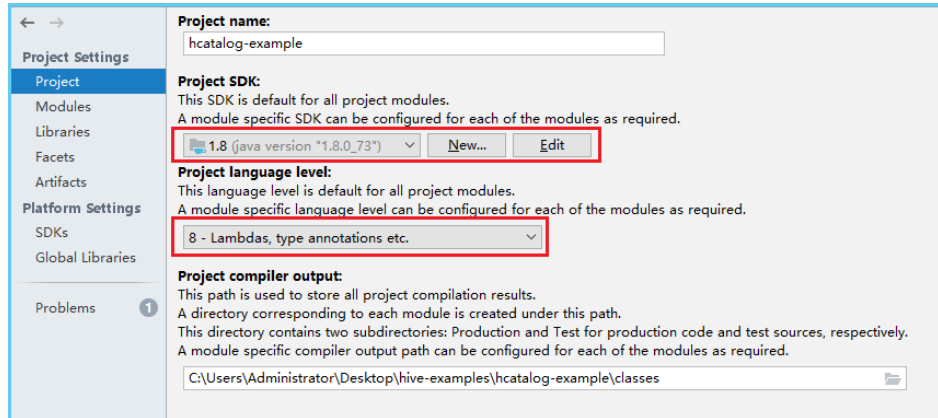 Project Settings
Project
Modules
Libraries
Facets
Artifacts
Platform Settings
SDKs
Global Libraries
Problems
1
Project name:
hcatalog-example
Project SDK:
This SDK is default for all project modules.
A module specific SDK can be configured for each of the modules as required.
1.8 (java version "1.8.0_73")
New...
Edit
Project language level:
This language level is default for all project modules.
A module specific language level can be configured for each of the modules as required.
8 - Lambdas, type annotations etc.
Project compiler output:
This path is used to store all project compilation results.
A directory corresponding to each module is created under this path.
This directory contains two subdirectories: Production and Test for production code and test sources, respectively.
A module specific compiler output path can be configured for each of the modules as required.
C:\Users\Administrator\Desktop\hive-examples\hcatalog-example\classes